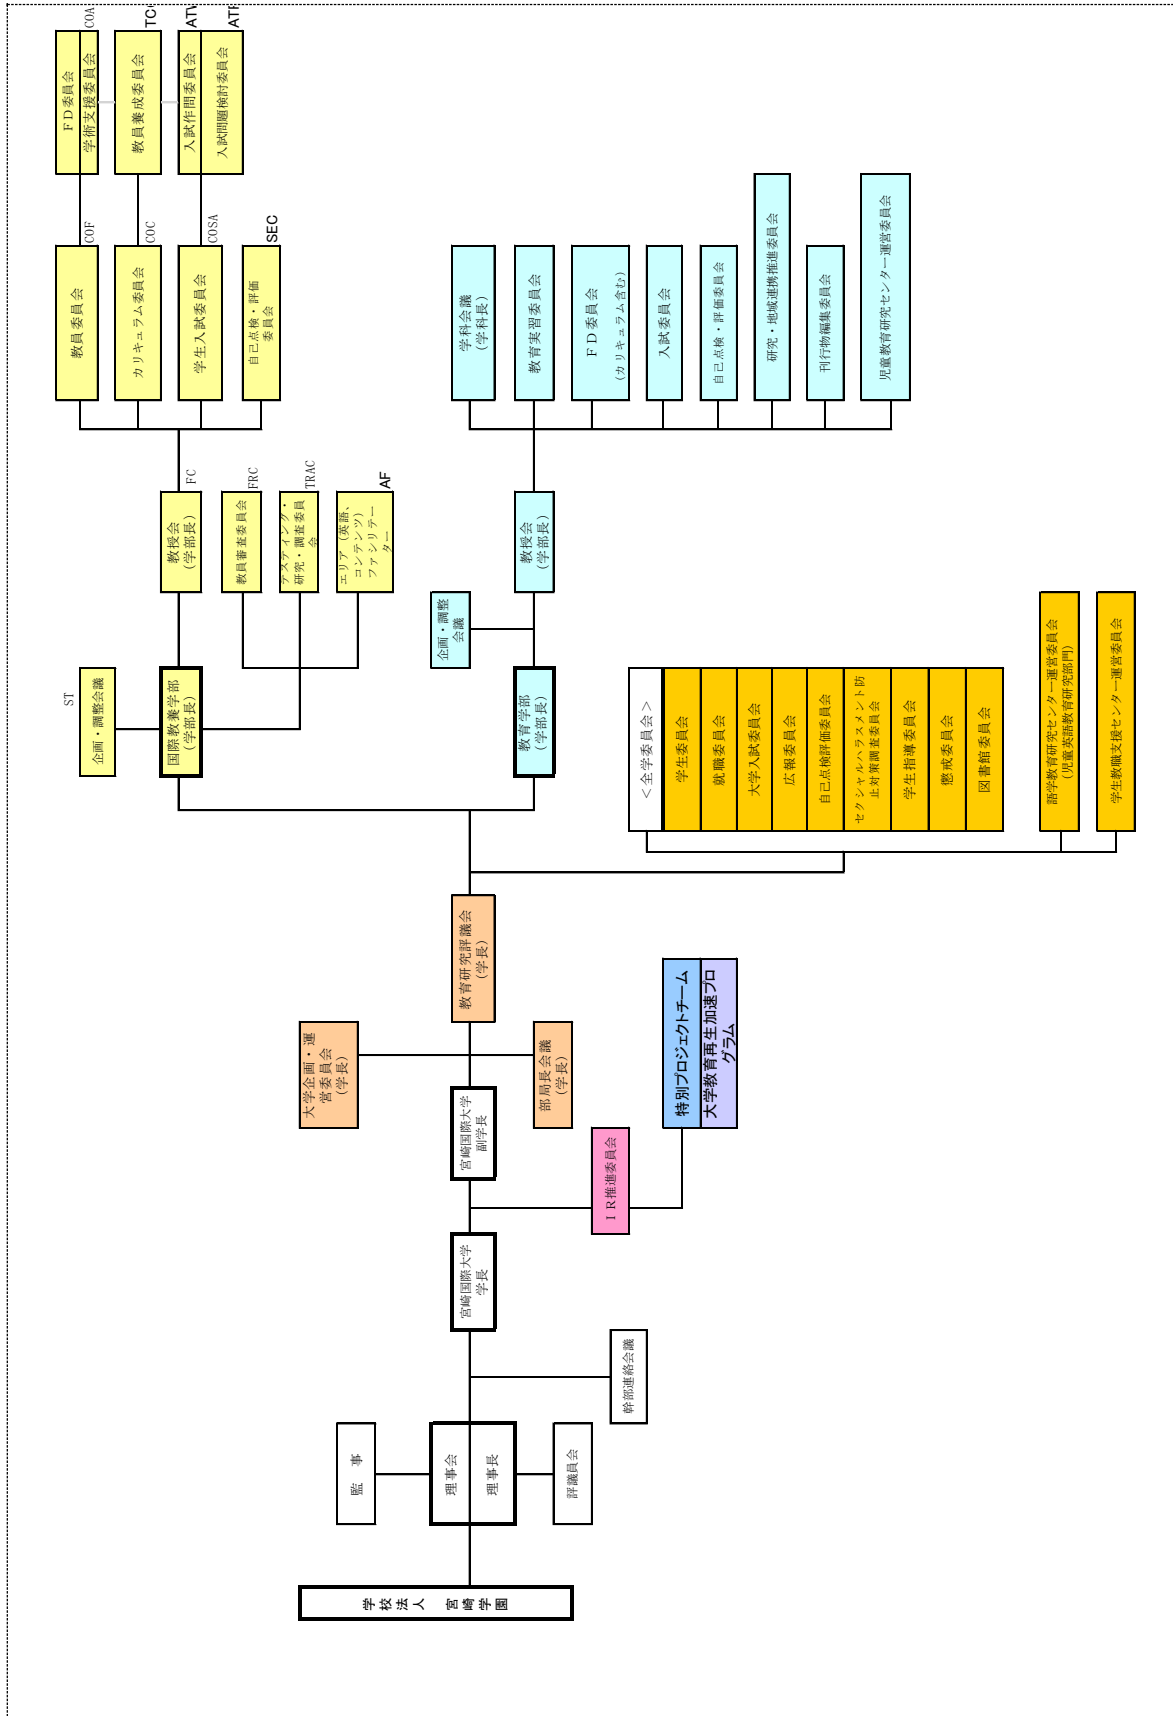 学校法人　宮崎学園
監　事
理事会
理事長
評議員会
幹部連絡会議
宮崎国際大学
学長
宮崎国際大学
副学長
ＩＲ推進委員会
特別プロジェクトチーム
大学教育再生加速プロ
グラム
大学企画・運
営委員会
(学長)
部局長会議
(学長)
教育研究評議会
(学長)
ST
企画・調整会議
国際教養学部
(学部長)
教授会
(学部長)
FC
教員審査委員会
FRC
テスティング・
研究・調査委員
会
TRAC
エリア（英語、
コンテンツ）
ファシリテー
ター
AF
教員委員会
COF
カリキュラム委員会
COC
学生入試委員会
COSA
自己点検・評価
委員会
SEC
ＦＤ委員会
学術支援委員会
COA
教員養成委員会
入試作問委員会
入試問題検討委員会
企画・調整
会議
教育学部
(学部長)
教授会
(学部長)
学科会議
(学科長)
教育実習委員会
ＦＤ委員会
(カリキュラム含む)
入試委員会
自己点検・評価委員会
研究・地域連携推進委員会
刊行物編集委員会
児童教育研究センター運営委員会
＜全学委員会＞
学生委員会
就職委員会
大学入試委員会
広報委員会
自己点検評価委員会
セクシャルハラスメント防
止対策調査委員会
学生指導委員会
懲戒委員会
図書館委員会
語学教育研究センター運営委員会
(児童英語教育研究部門)
学生教職支援センター運営委員会